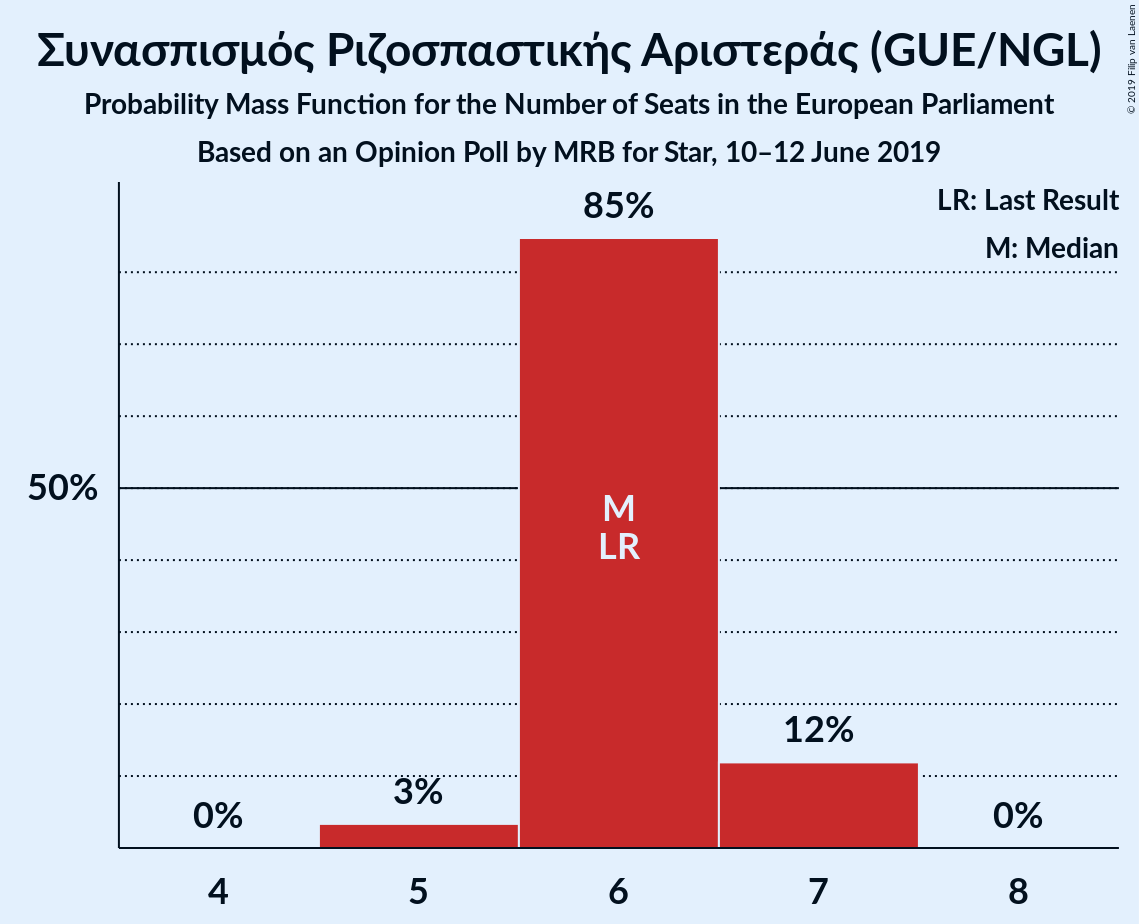 Συνασπισμός Ριζοσπαστικής Αριστεράς (GUE/NGL)
Probability Mass Function for the Number of Seats in the European Parliament
Based on an Opinion Poll by MRB for Star, 10–12 June 2019
© 2019 Filip van Laenen
LR: Last Result
M: Median
85%
50%
M
LR
12%
3%
0%
0%
4 5 6 7 8